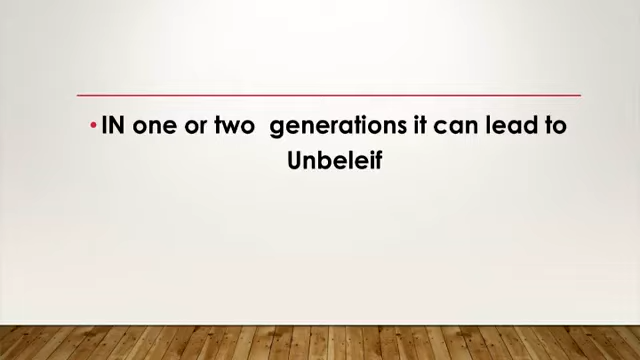 •IN one or two  generations it can lead to
Unbeleif